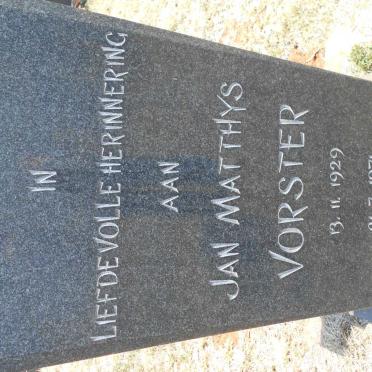 IN
LIEFDEVOLLE HERINNERING
AAN
JAN MATTHYS
VORSTER
13. 11. 1929